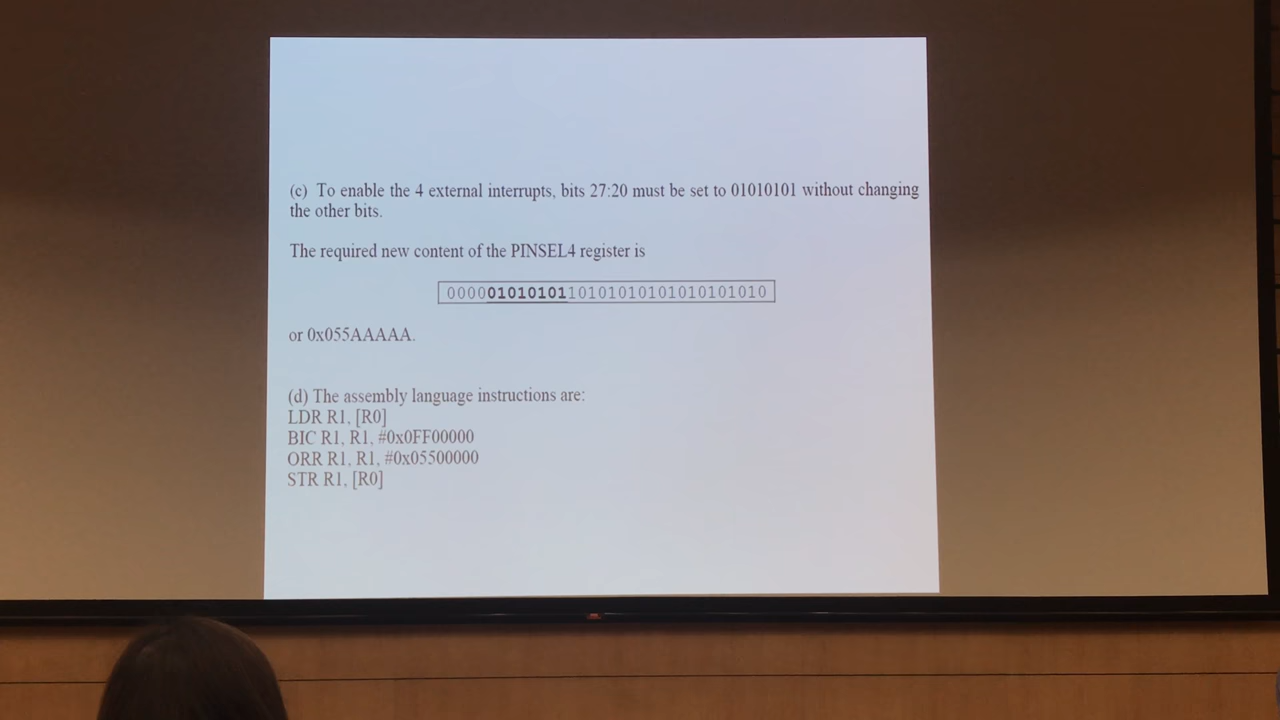 (c) To enable the 4 external interrupts, bits 27:20 must be set to 01010101 without changing
the other bits.
The required new content of the PINSEL4 register is
00000101010110101010101010101010
or 0x055AAAAA.
(d) The assembly language instructions are:
LDR R1, [R0]
BIC R1, R1, #0x0FF00000
ORR R1, R1, #0x05500000
STR R1, [R0]